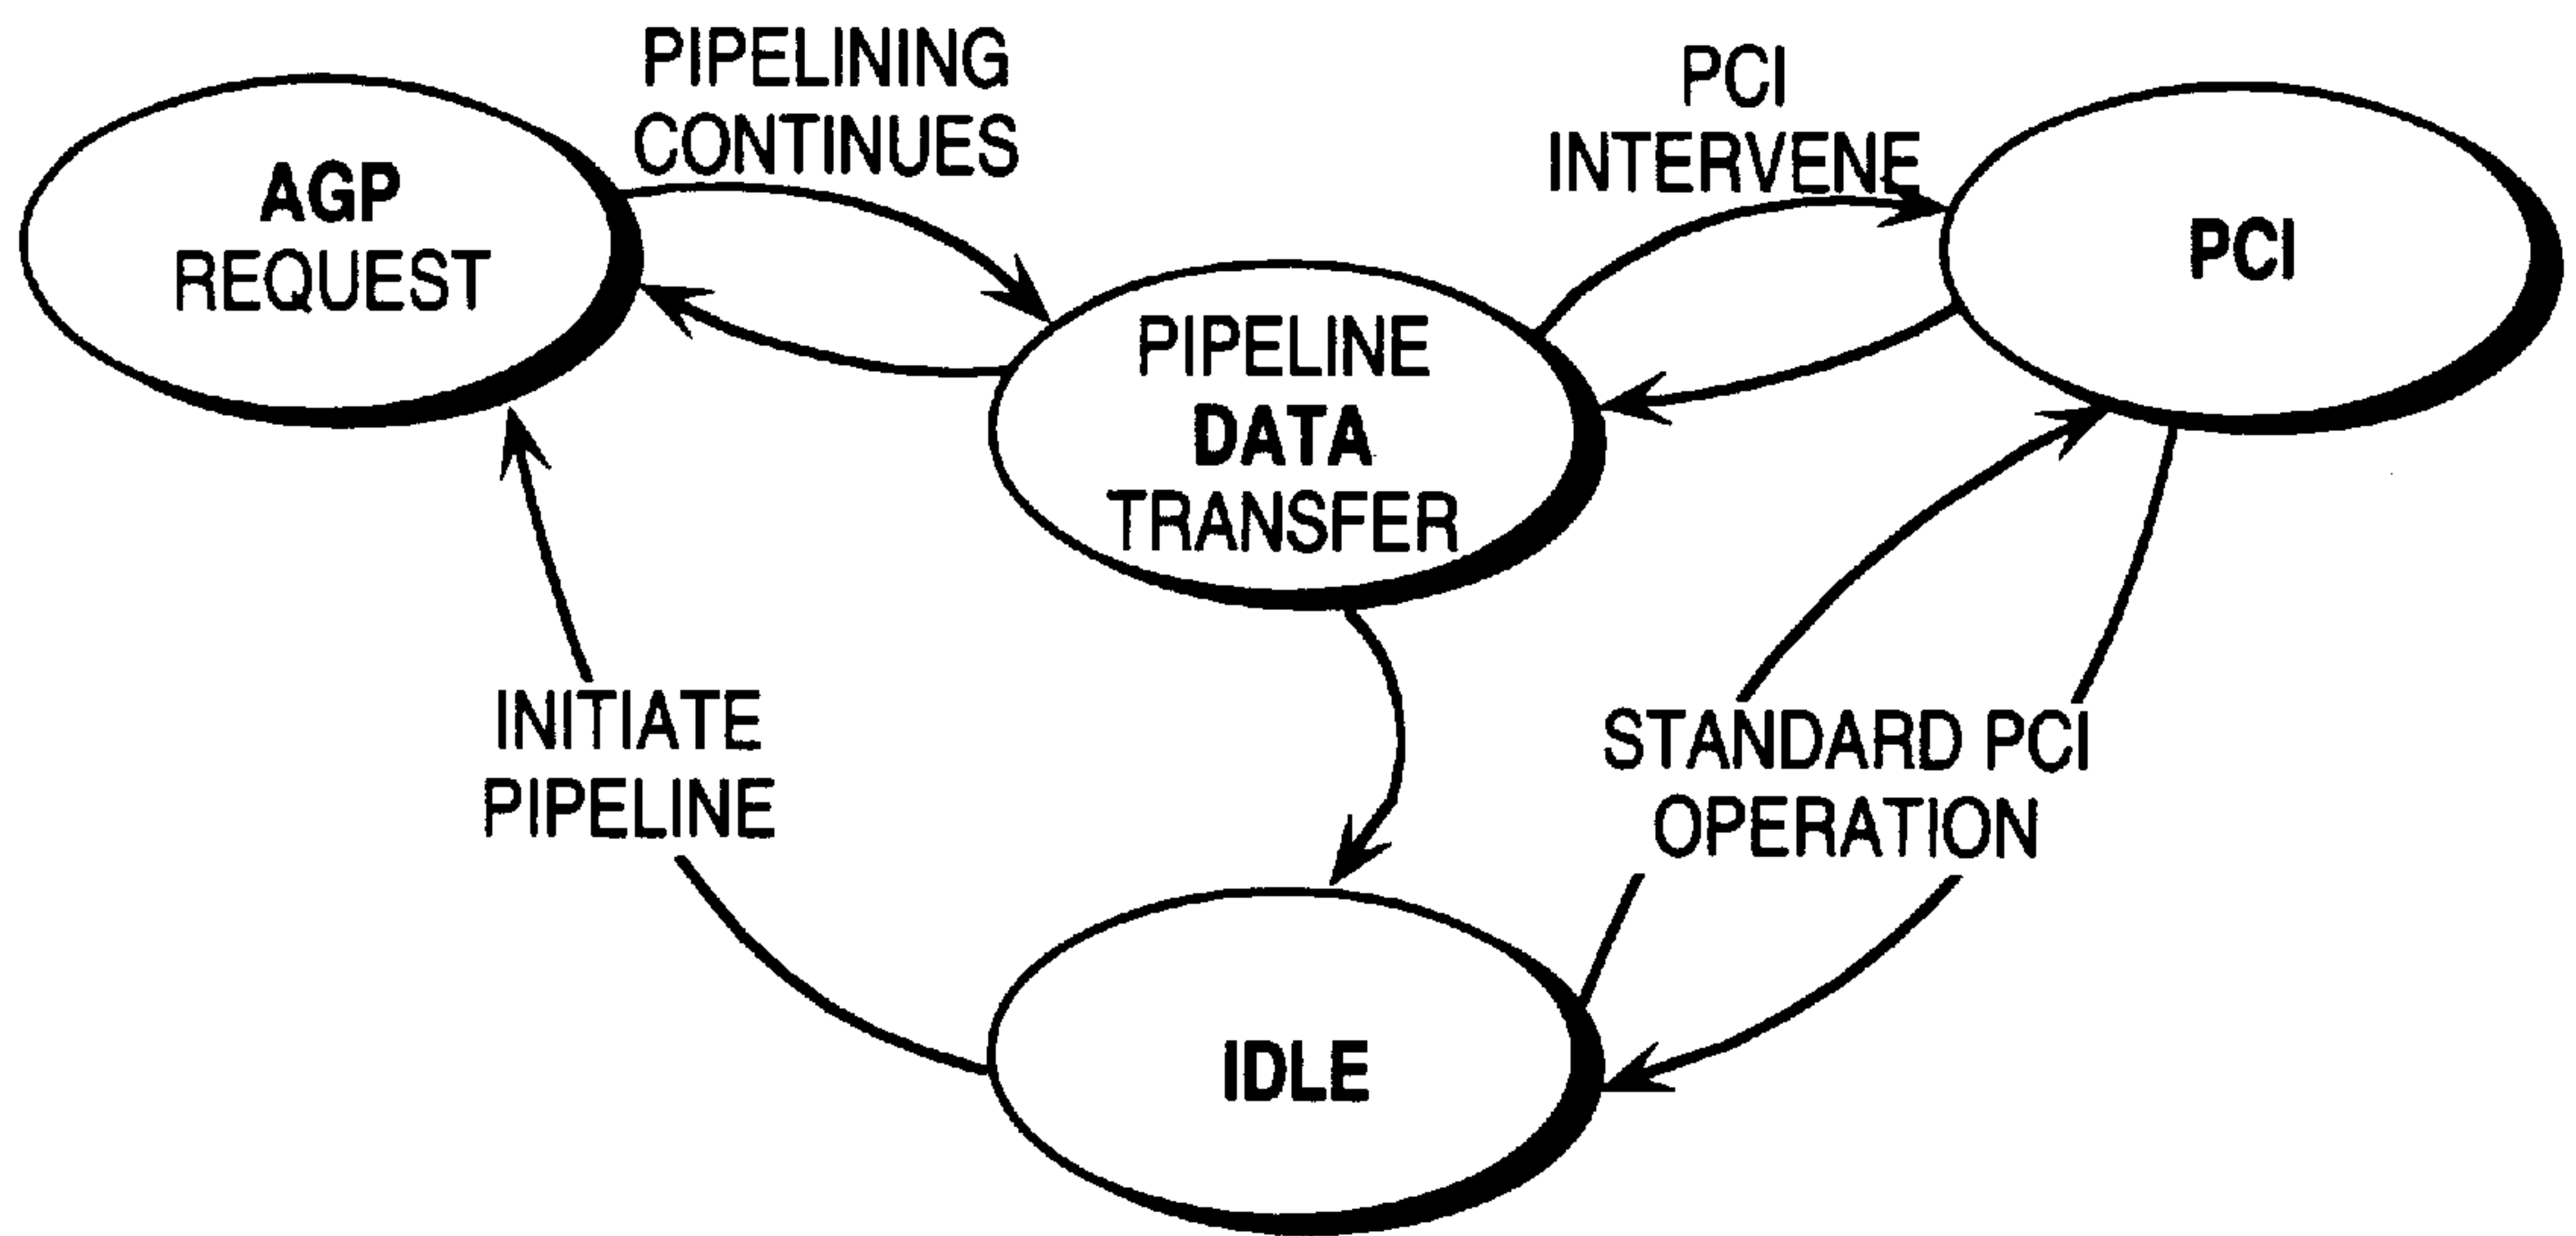 PIPELINING
CONTINUES
PCI
INTERVENE
AGP
REQUEST
PCI
PIPELINE
DATA
TRANSFER
INITIATE
PIPELINE
STANDARD PCI
OPERATION
IDLE